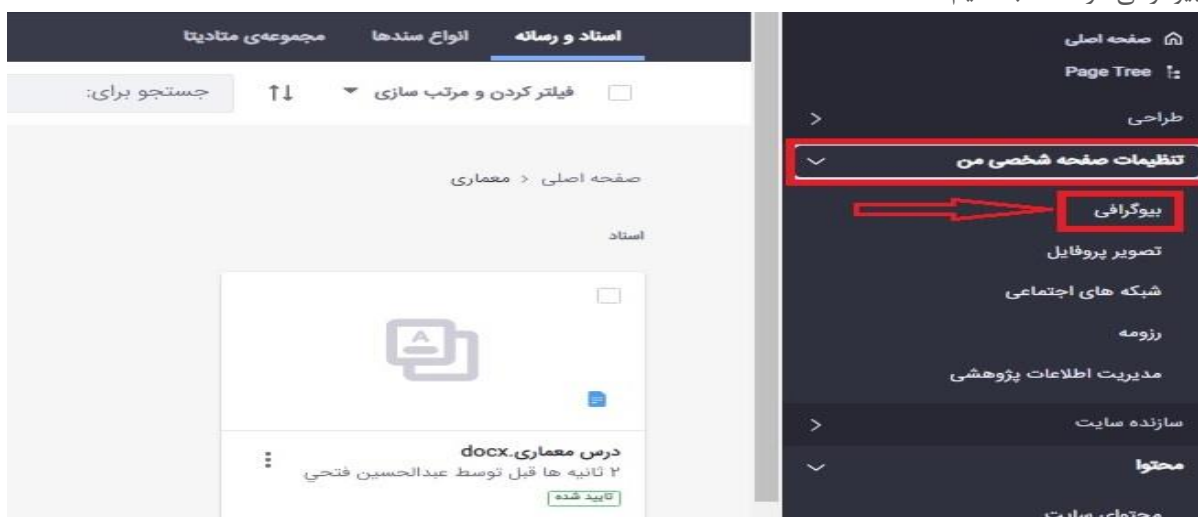 صفحه اصلی
Page Tree
طراحی
تنظیمات صفحه شخصی من
بیوگرافی
تصویر پروفایل
شبکه های اجتماعی
رزومه
مدیریت اطلاعات پژوهشی
سازنده سایت
محتوا
محتوای سایت
اسناد و رسانه
انواع سندها
مجموعه‌ی متادیتا
فیلتر کردن و مرتب سازی
جستجو برای:
صفحه اصلی > معماری
اسناد
درس معماری.docx
۲ ثانیه ها قبل توسط عبدالحسین فتحی
تایید شده